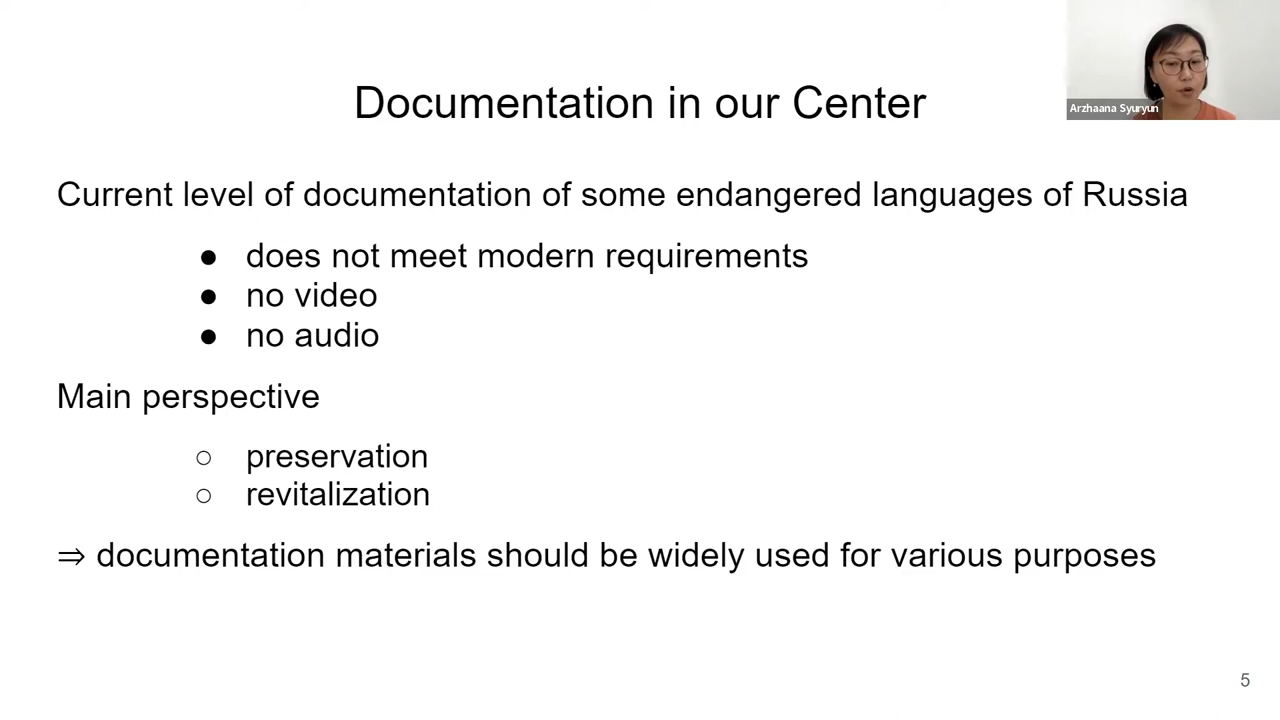 Documentation in our Center
Arzhaana Syuryun
Current level of documentation of some endangered languages of Russia
● does not meet modern requirements
● no video
● no audio
Main perspective
○ preservation
○ revitalization
⇒ documentation materials should be widely used for various purposes
5